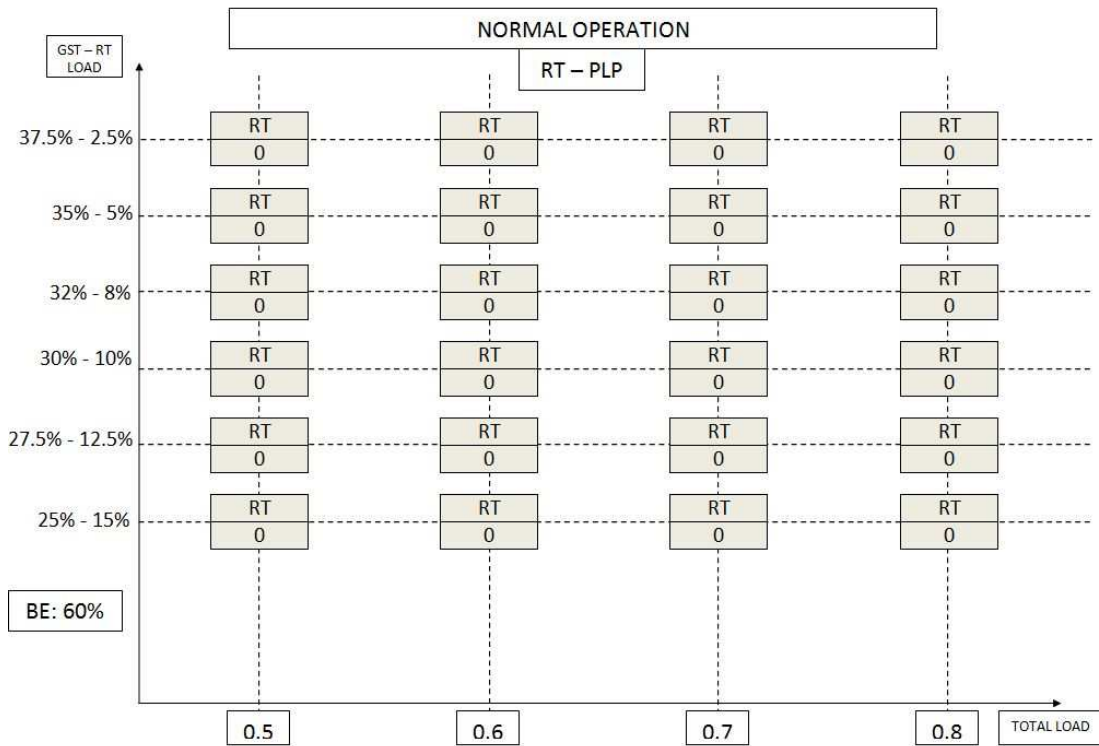 NORMAL OPERATION
GST – RT
LOAD
RT – PLP
37.5% - 2.5%
RT RT RT RT
0 0 0 0
35% - 5%
RT RT RT RT
0 0 0 0
32% - 8%
RT RT RT RT
0 0 0 0
30% - 10%
RT RT RT RT
0 0 0 0
27.5% - 12.5%
RT RT RT RT
0 0 0 0
25% - 15%
RT RT RT RT
0 0 0 0
BE: 60%
0.5 0.6 0.7 0.8 TOTAL LOAD